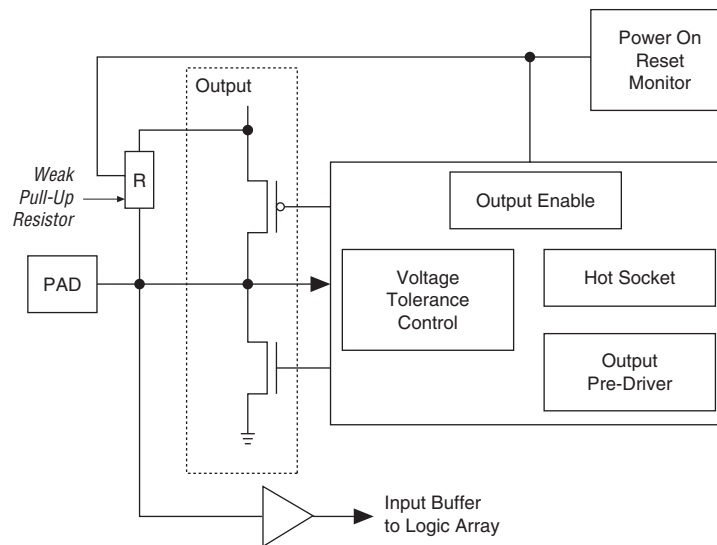 Power On
Reset
Monitor
Output
Weak
Pull-Up
Resistor
R
Output Enable
PAD
Voltage
Tolerance
Control
Hot Socket
Output
Pre-Driver
Input Buffer
to Logic Array